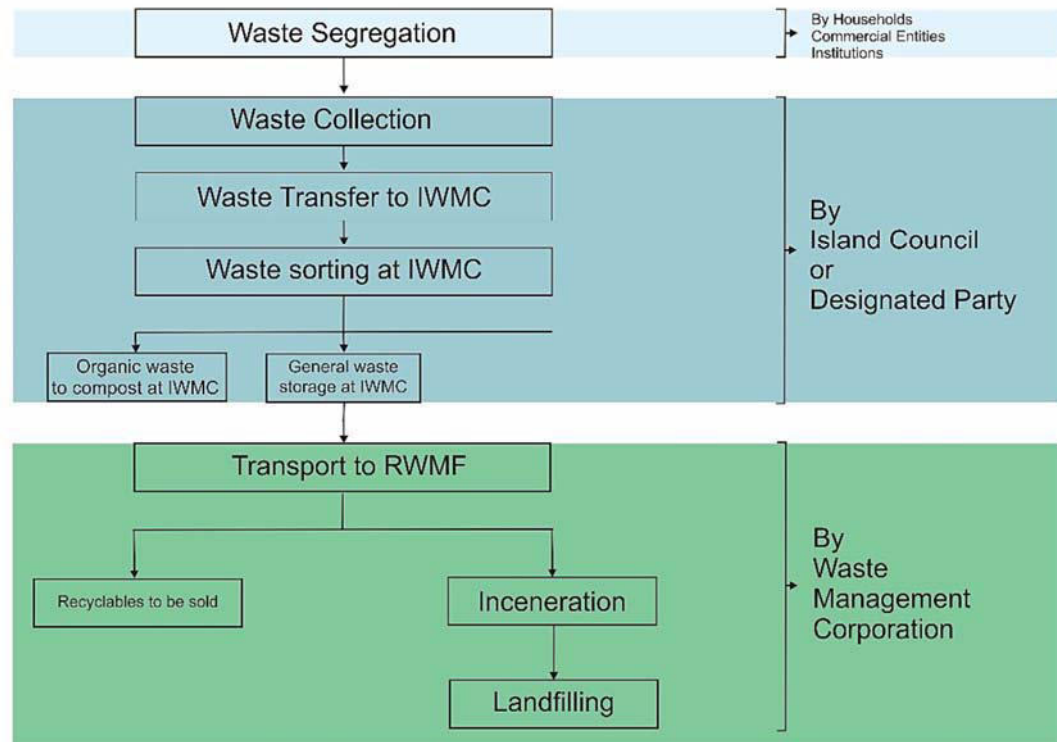 Waste Segregation
By Households
Commercial Entities
Institutions
Waste Collection
Waste Transfer to IWMC
Waste sorting at IWMC
Organic waste
to compost at IWMC
General waste
storage at IWMC
By
Island Council
or
Designated Party
Transport to RWMF
Recyclables to be sold
Inceneration
Landfilling
By
Waste
Management
Corporation